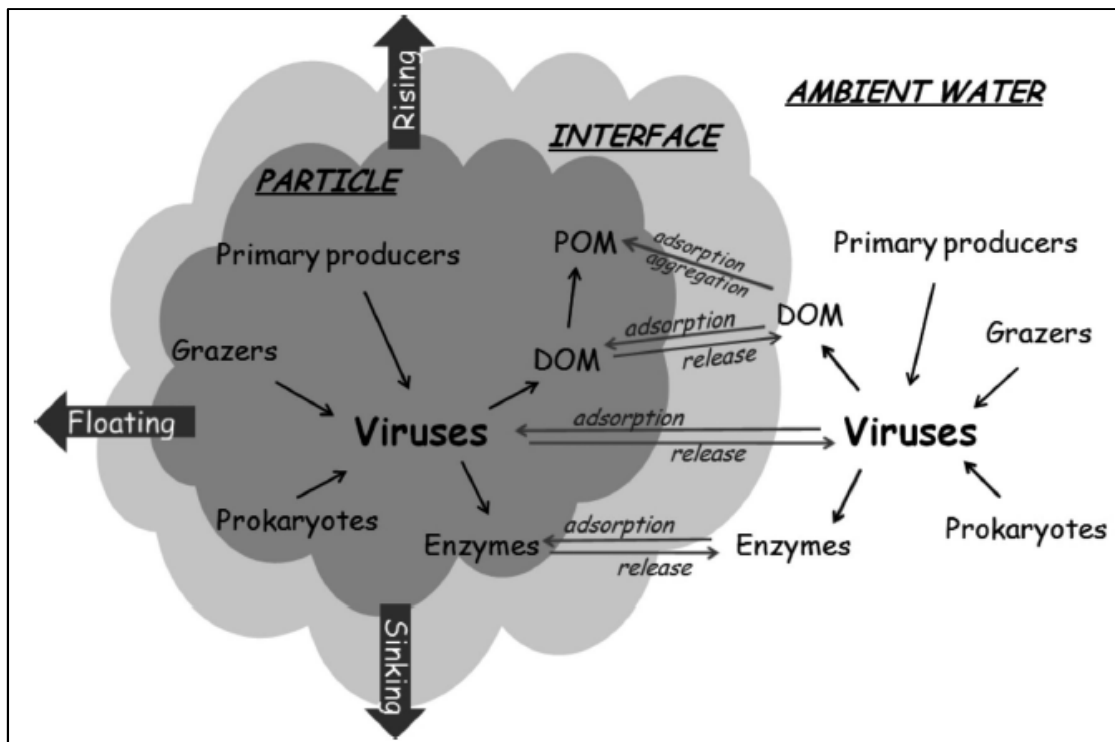 Rising
AMBIENT WATER
INTERFACE
PARTICLE
Primary producers
POM
adsorption
aggregation
Primary producers
DOM
Grazers
Grazers
DOM
adsorption
release
Floating
Viruses
adsorption
release
Viruses
Prokaryotes
Enzymes
adsorption
release
Enzymes
Prokaryotes
Sinking